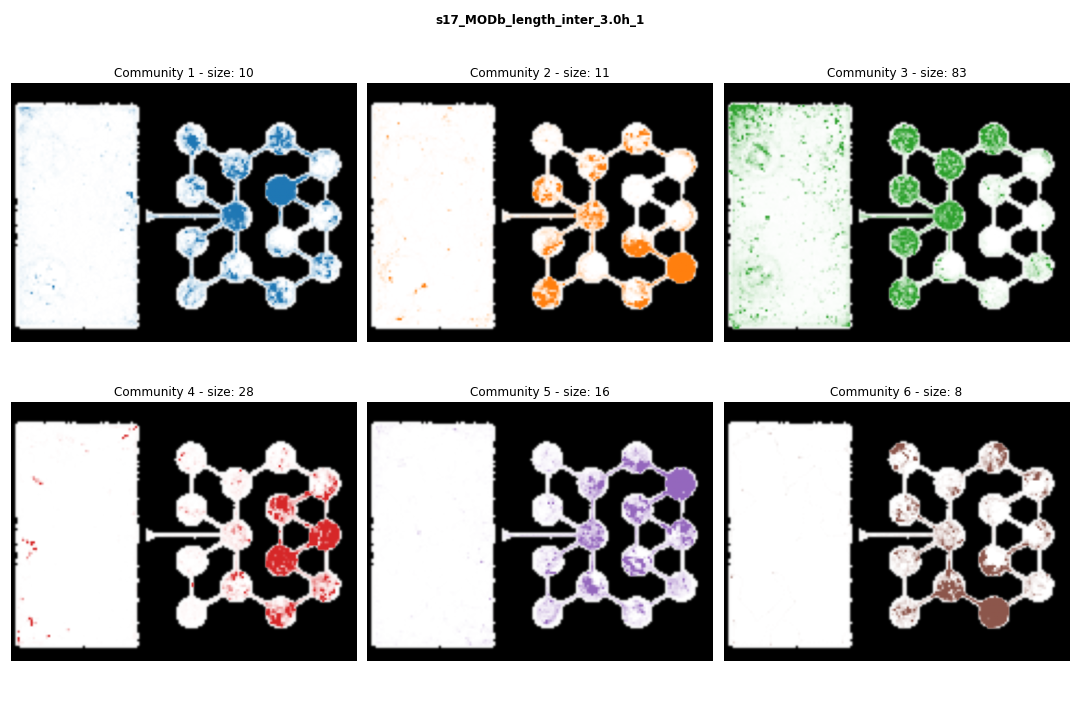 s17_MODb_length_inter_3.0h_1
Community 1 - size: 10
Community 2 - size: 11
Community 3 - size: 83
Community 4 - size: 28
Community 5 - size: 16
Community 6 - size: 8